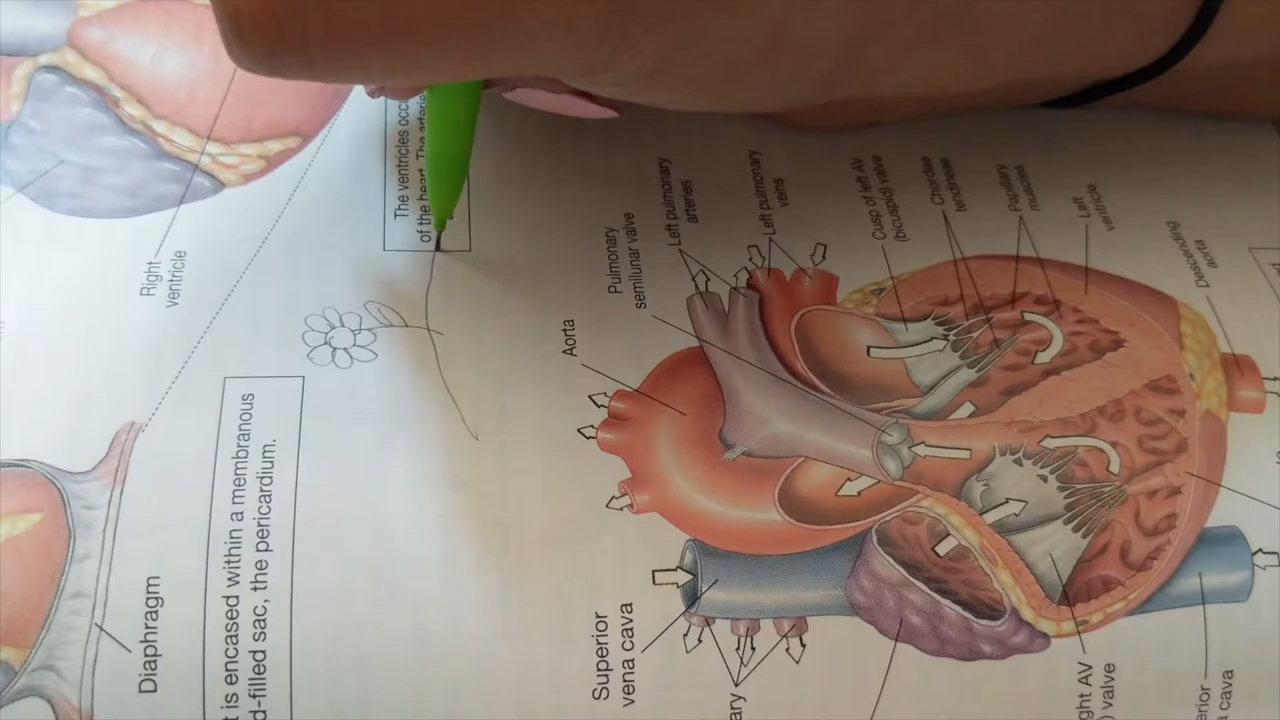 Right
ventricle
Diaphragm
t is encased within a membranous
d-filled sac, the pericardium.
The ventricles
of the heart. The
Aorta
Pulmonary
semilunar valve
Left pulmonary
arteries
Left pulmonary
veins
Cusp of left AV
(bicuspid) valve
Chordae
tendineae
Papillary
muscles
Left
ventricle
Descending
aorta
Superior
vena cava
ary
ght AV
) valve
erior
cava